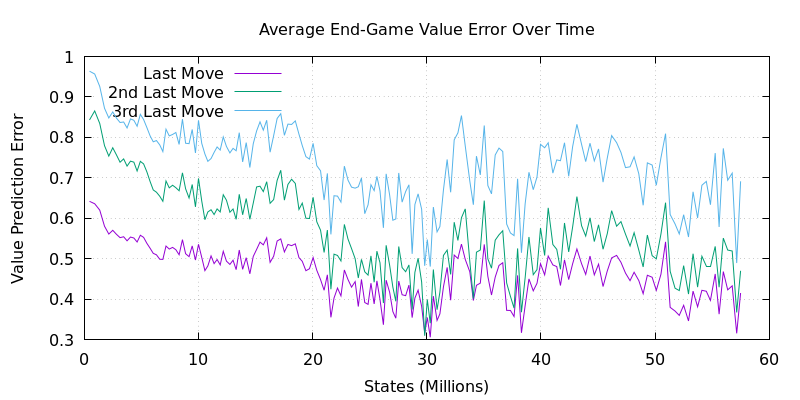 Average End-Game Value Error Over Time
Value Prediction Error
1
0.9
0.8
0.7
0.6
0.5
0.4
0.3
Last Move
2nd Last Move
3rd Last Move
0 10 20 30 40 50 60
States (Millions)